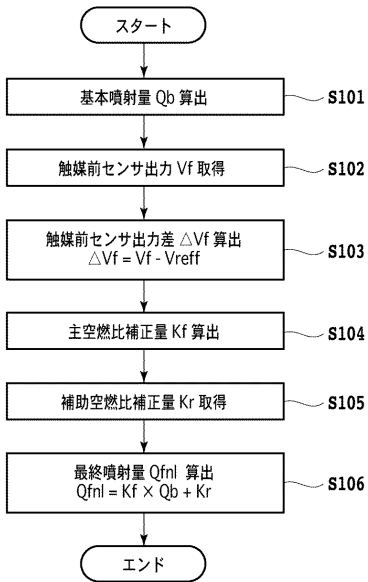 スタート
基本噴射量 Qb 算出
S101
触媒前センサ出力 Vf 取得
S102
触媒前センサ出力差 △Vf 算出
△Vf = Vf - Vreff
S103
主空燃比補正量 Kf 算出
S104
補助空燃比補正量 Kr 取得
S105
最終噴射量 Qfnl 算出
Qfnl = Kf × Qb + Kr
S106
エンド